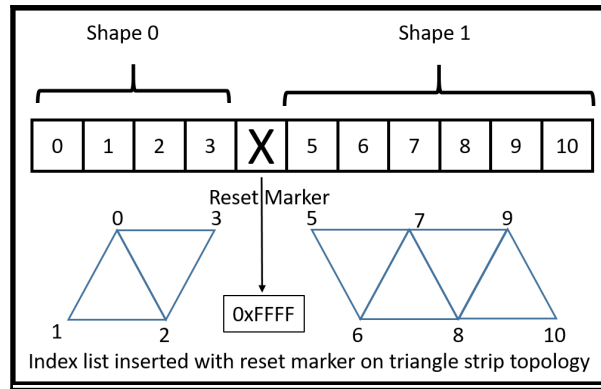 Shape 0 Shape 1
0 1 2 3 X 5 6 7 8 9 10
Reset Marker
0 3 5 7 9
0xFFFF
1 2 6 8 10
Index list inserted with reset marker on triangle strip topology